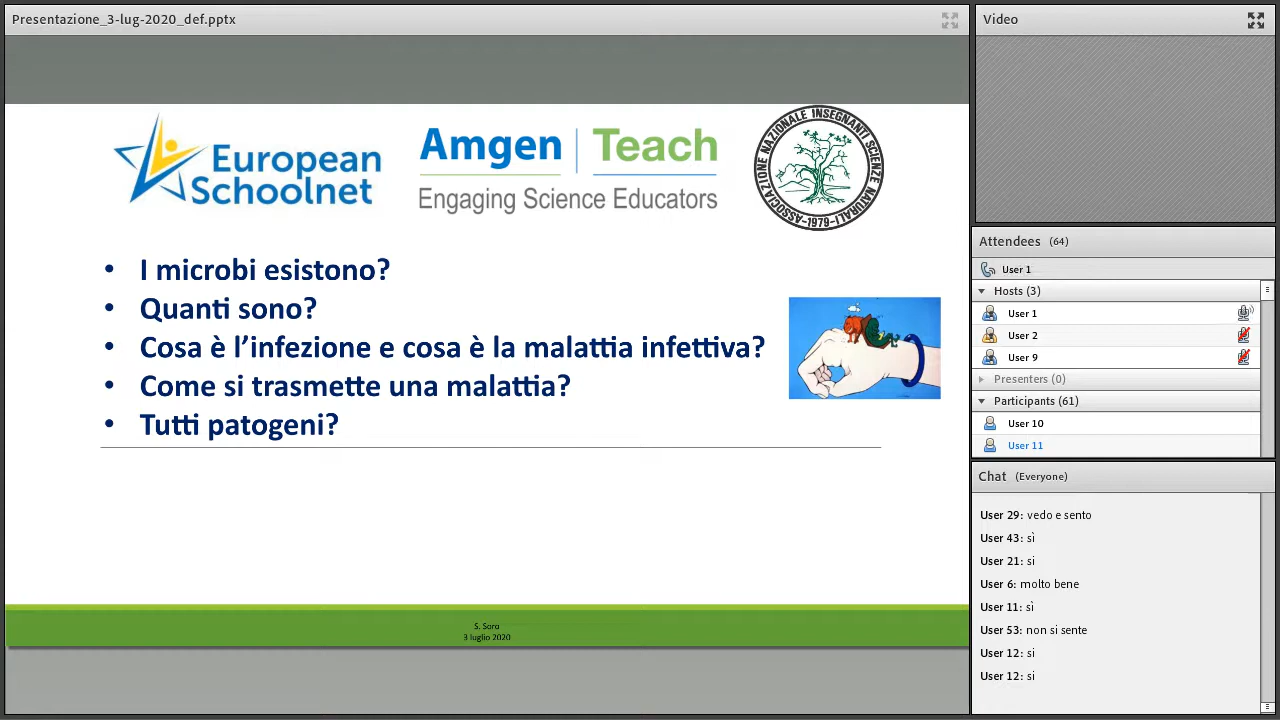 Presentazione_3-lug-2020_def.pptx
European
Schoolnet
Amgen | Teach
Engaging Science Educators
ASSOCIAZIONE NAZIONALE INSEGNANTI SCIENZE NATURALI
-1979-
• I microbi esistono?
• Quanti sono?
• Cosa è l’infezione e cosa è la malattia infettiva?
• Come si trasmette una malattia?
• Tutti patogeni?
S. Sora
3 luglio 2020
Video
Attendees (64)
User 1
Hosts (3)
User 1
User 2
User 9
Presenters (0)
Participants (61)
User 10
User 11
Chat (Everyone)
User 29: vedo e sento
User 43: sì
User 21: si
User 6: molto bene
User 11: sì
User 53: non si sente
User 12: si
User 12: si